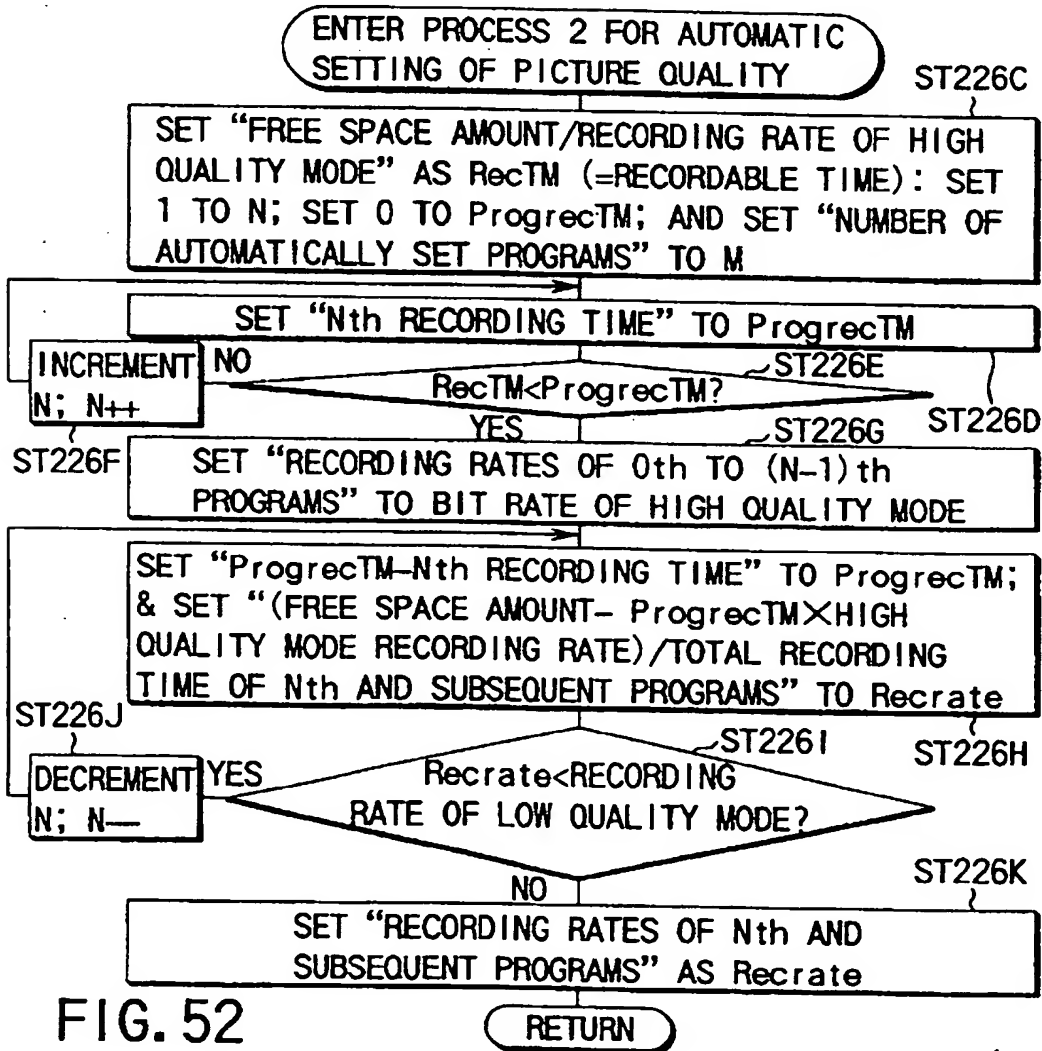 ENTER PROCESS 2 FOR AUTOMATIC
SETTING OF PICTURE QUALITY
ST226C
SET “FREE SPACE AMOUNT/RECORDING RATE OF HIGH
QUALITY MODE” AS RecTM (=RECORDABLE TIME): SET
1 TO N; SET 0 TO ProgrecTM; AND SET “NUMBER OF
AUTOMATICALLY SET PROGRAMS” TO M
SET “Nth RECORDING TIME” TO ProgrecTM
ST226D
INCREMENT
N; N++
ST226F
NO
ST226E
RecTM<ProgrecTM?
YES
ST226G
SET “RECORDING RATES OF 0th TO (N-1)th
PROGRAMS” TO BIT RATE OF HIGH QUALITY MODE
SET “ProgrecTM-Nth RECORDING TIME” TO ProgrecTM;
& SET “(FREE SPACE AMOUNT- ProgrecTM×HIGH
QUALITY MODE RECORDING RATE)/TOTAL RECORDING
TIME OF Nth AND SUBSEQUENT PROGRAMS” TO Recrate
ST226H
ST226J
DECREMENT
N; N—
YES
ST226I
Recrate<RECORDING
RATE OF LOW QUALITY MODE?
NO
ST226K
SET “RECORDING RATES OF Nth AND
SUBSEQUENT PROGRAMS” AS Recrate
RETURN
FIG. 52